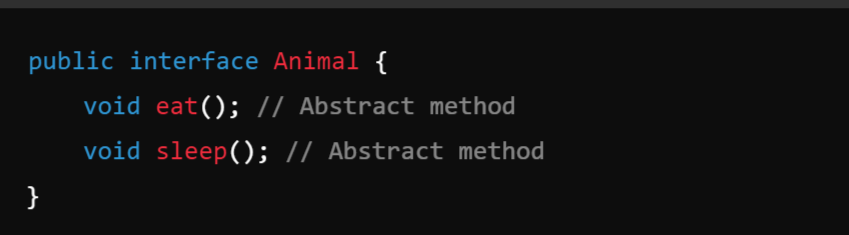 public interface Animal {
    void eat(); // Abstract method
    void sleep(); // Abstract method
}